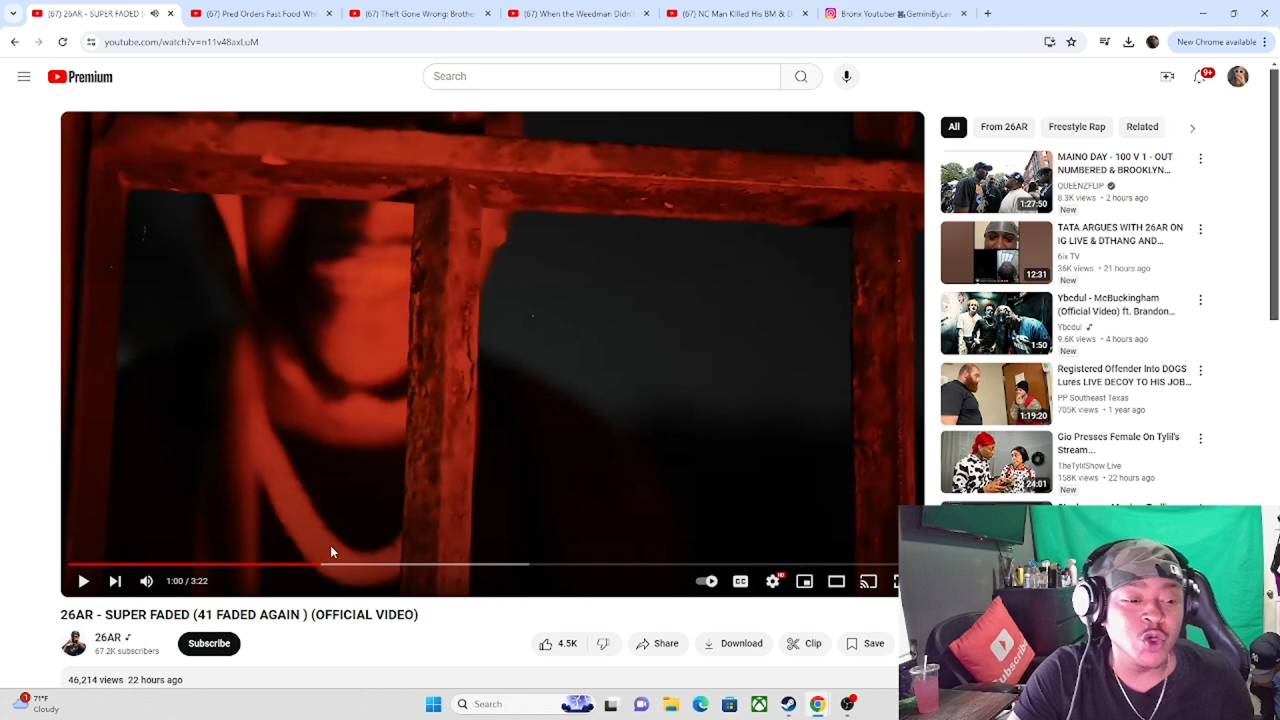 (67) 26AR - SUPER FADED (
(67) Pred Orders Fast Food Wh
(67) Theft Gone Wrong: Brothe
(67) When the Weedman Didn't
(67) NC Man Killed His BM & D
Bronx Youtuber GeminiByLaw
youtube.com/watch?v=n11v48axLuM
New Chrome available
Premium
Search
9+
All
From 26AR
Freestyle Rap
Related
MAINO DAY - 100 V 1 - OUT
NUMBERED & BROOKLYN...
QUEENZFLIP
8.3K views • 2 hours ago
New
1:27:50
TATA ARGUES WITH 26AR ON
IG LIVE & DTHANG AND...
6ix TV
36K views • 21 hours ago
New
12:31
Ybcdul - McBuckingham
(Official Video) ft. Brandon...
Ybcdul
9.6K views • 4 hours ago
New
1:50
Registered Offender Into DOGS
Lures LIVE DECOY TO HIS JOB...
PP Southeast Texas
705K views • 1 year ago
1:19:20
Gio Presses Female On Tylil's
Stream...
TheTylilShow Live
158K views • 22 hours ago
New
24:01
1:00 / 3:22
CC
HD
26AR - SUPER FADED (41 FADED AGAIN ) (OFFICIAL VIDEO)
26AR
67.2K subscribers
Subscribe
4.5K
Share
Download
Clip
Save
46,214 views 22 hours ago
Subscribe
1
71°F
Cloudy
Search